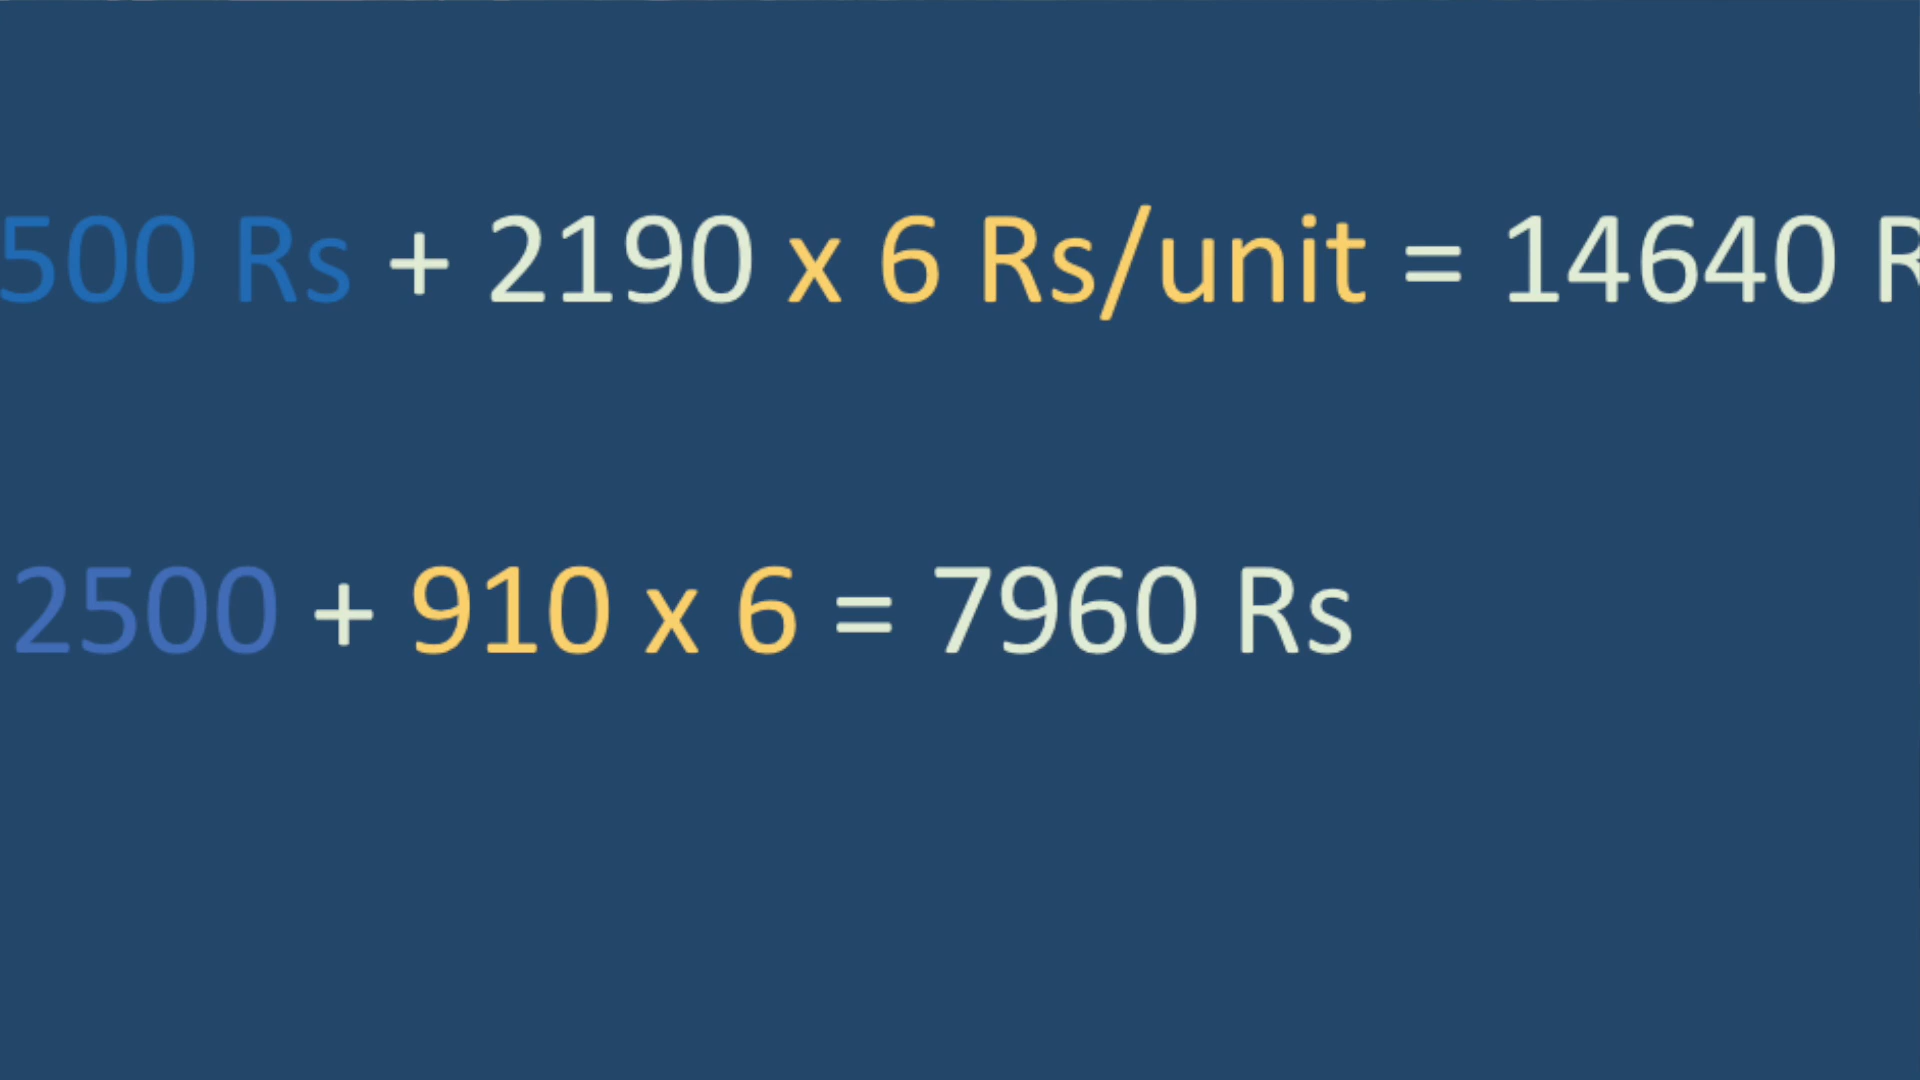 500 Rs + 2190 x 6 Rs/unit = 14640 R
2500 + 910 x 6 = 7960 Rs